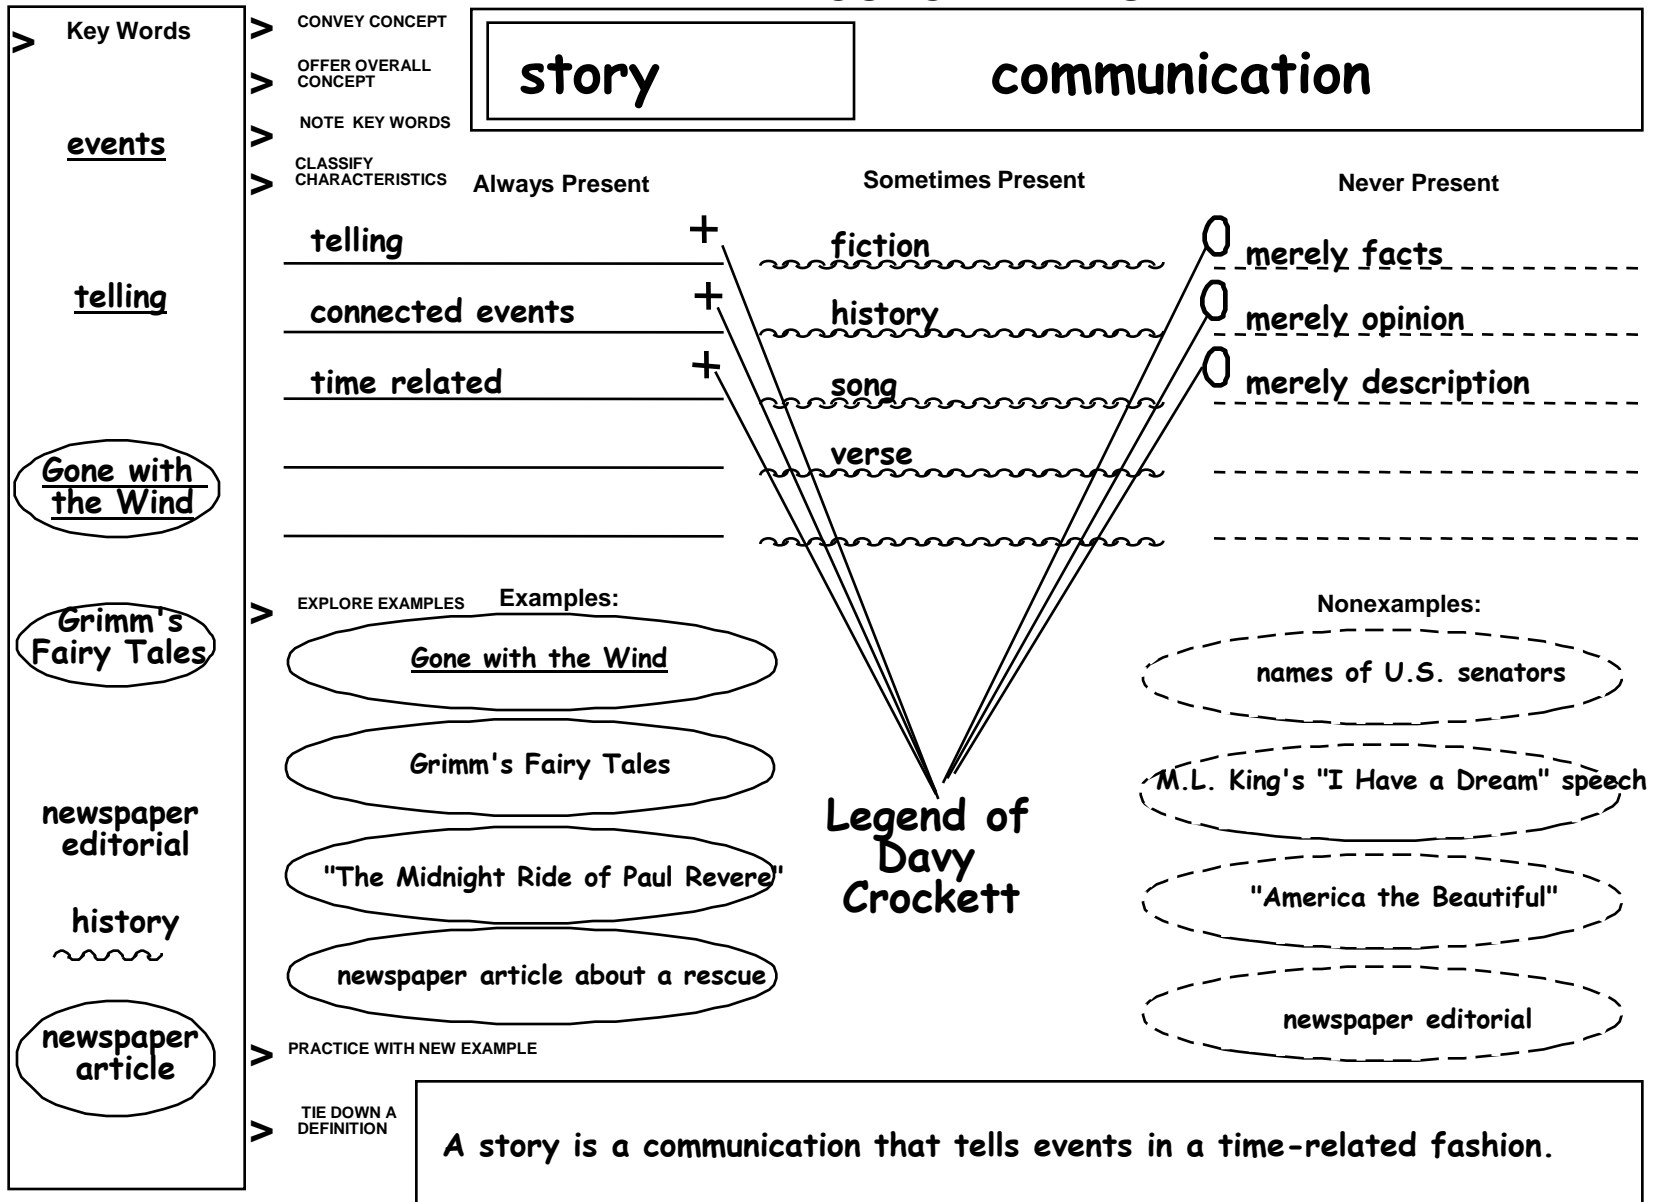 > Key Words
events
telling
Gone with
the Wind
Grimm's
Fairy Tales
newspaper
editorial
history
newspaper
article
> CONVEY CONCEPT
> OFFER OVERALL
CONCEPT
> NOTE KEY WORDS
story communication
> CLASSIFY
CHARACTERISTICS
Always Present Sometimes Present Never Present
telling + fiction 0 merely facts
connected events + history 0 merely opinion
time related + song 0 merely description
verse
> EXPLORE EXAMPLES Examples: Nonexamples:
Gone with the Wind names of U.S. senators
Grimm's Fairy Tales M.L. King's "I Have a Dream" speech
"The Midnight Ride of Paul Revere" "America the Beautiful"
newspaper article about a rescue newspaper editorial
Legend of
Davy
Crockett
> PRACTICE WITH NEW EXAMPLE
> TIE DOWN A
DEFINITION
A story is a communication that tells events in a time-related fashion.